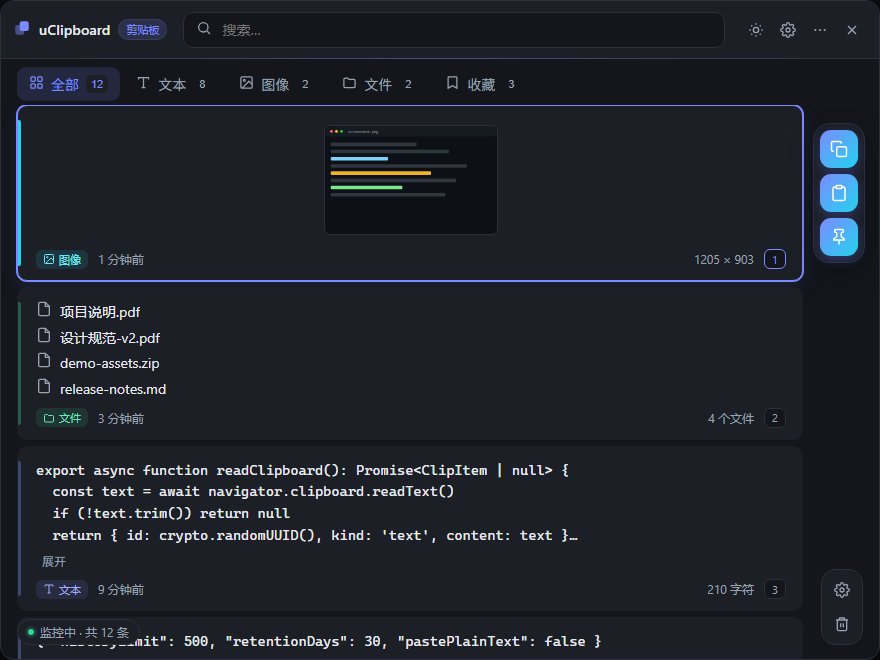 uClipboard 剪贴板
搜索...
全部 12 文本 8 图像 2 文件 2 收藏 3
图像 1 分钟前 1205 × 903 1
项目说明.pdf
设计规范-v2.pdf
demo-assets.zip
release-notes.md
文件 3 分钟前 4 个文件 2
export async function readClipboard(): Promise<ClipItem | null> {
const text = await navigator.clipboard.readText()
if (!text.trim()) return null
return { id: crypto.randomUUID(), kind: 'text', content: text }…
展开
文本 9 分钟前 210 字符 3
监控中 · 共 12 条
500, "retentionDays": 30, "pastePlainText": false }